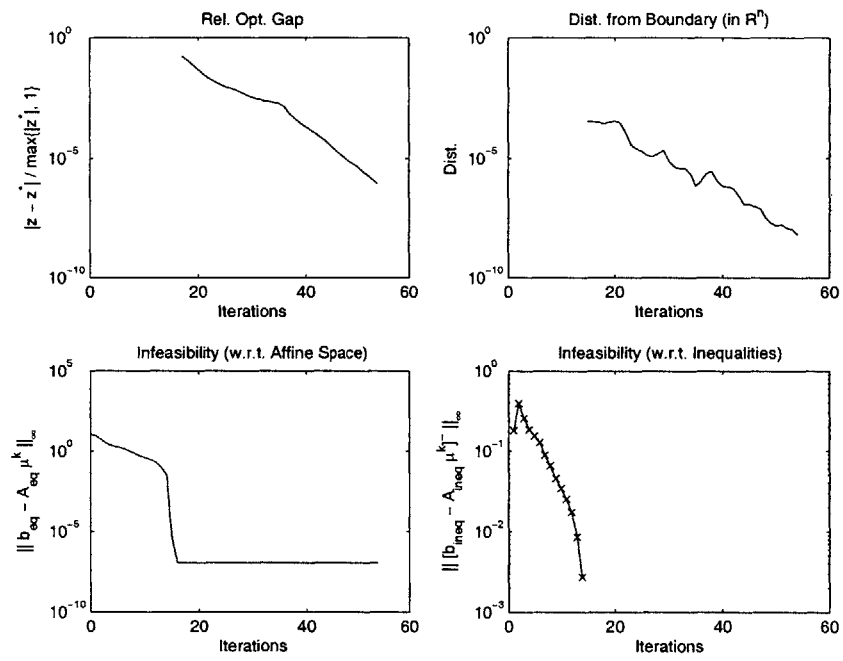 Rel. Opt. Gap
10^0
10^-5
10^-10
|z - z*| / max{|z*|, 1}
0 20 40 60
Iterations
Dist. from Boundary (in R^n)
10^0
10^-5
10^-10
Dist.
0 20 40 60
Iterations
Infeasibility (w.r.t. Affine Space)
10^5
10^0
10^-5
10^-10
|| b_eq - A_eq μ^k ||_∞
0 20 40 60
Iterations
Infeasibility (w.r.t. Inequalities)
10^0
10^-1
10^-2
10^-3
|| [b_ineq - A_ineq μ^k]^- ||_∞
0 20 40 60
Iterations